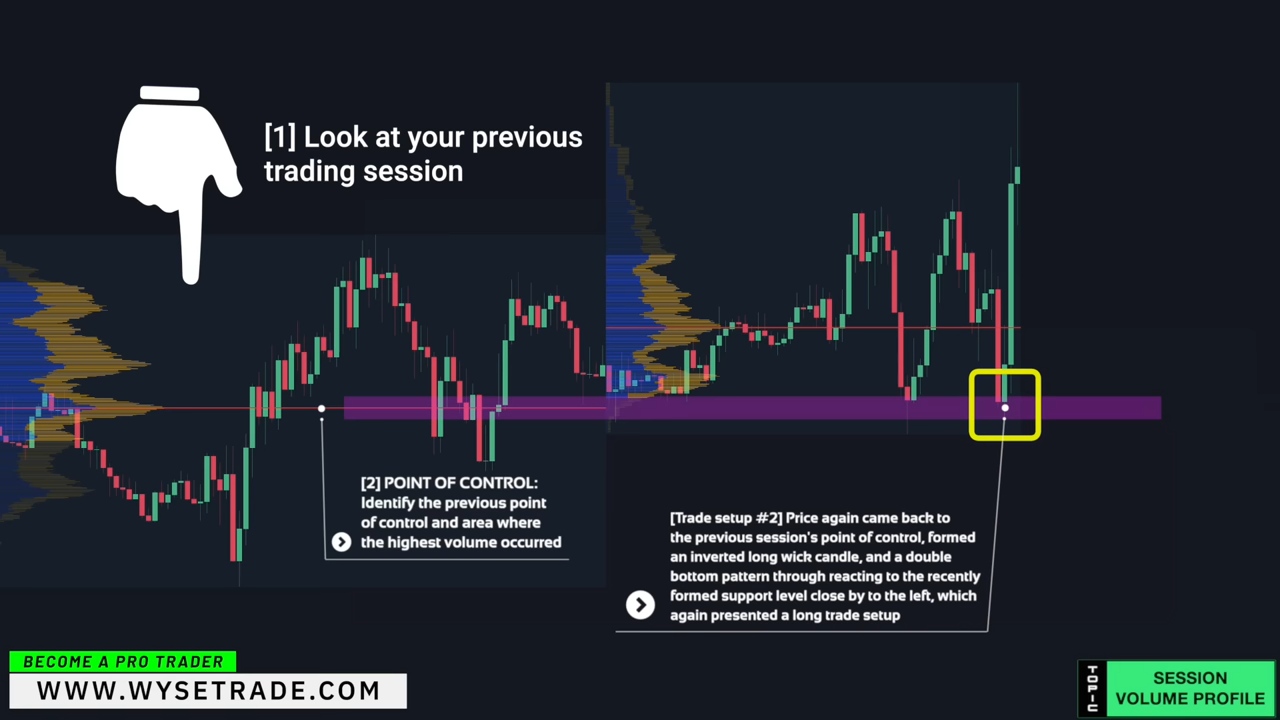 [1] Look at your previous
trading session
[2] POINT OF CONTROL:
Identify the previous point
of control and area where
the highest volume occurred
[Trade setup #2] Price again came back to
the previous session's point of control, formed
an inverted long wick candle, and a double
bottom pattern through reacting to the recently
formed support level close by to the left, which
again presented a long trade setup
BECOME A PRO TRADER
WWW.WYSETRADE.COM
TOPIC
SESSION
VOLUME PROFILE